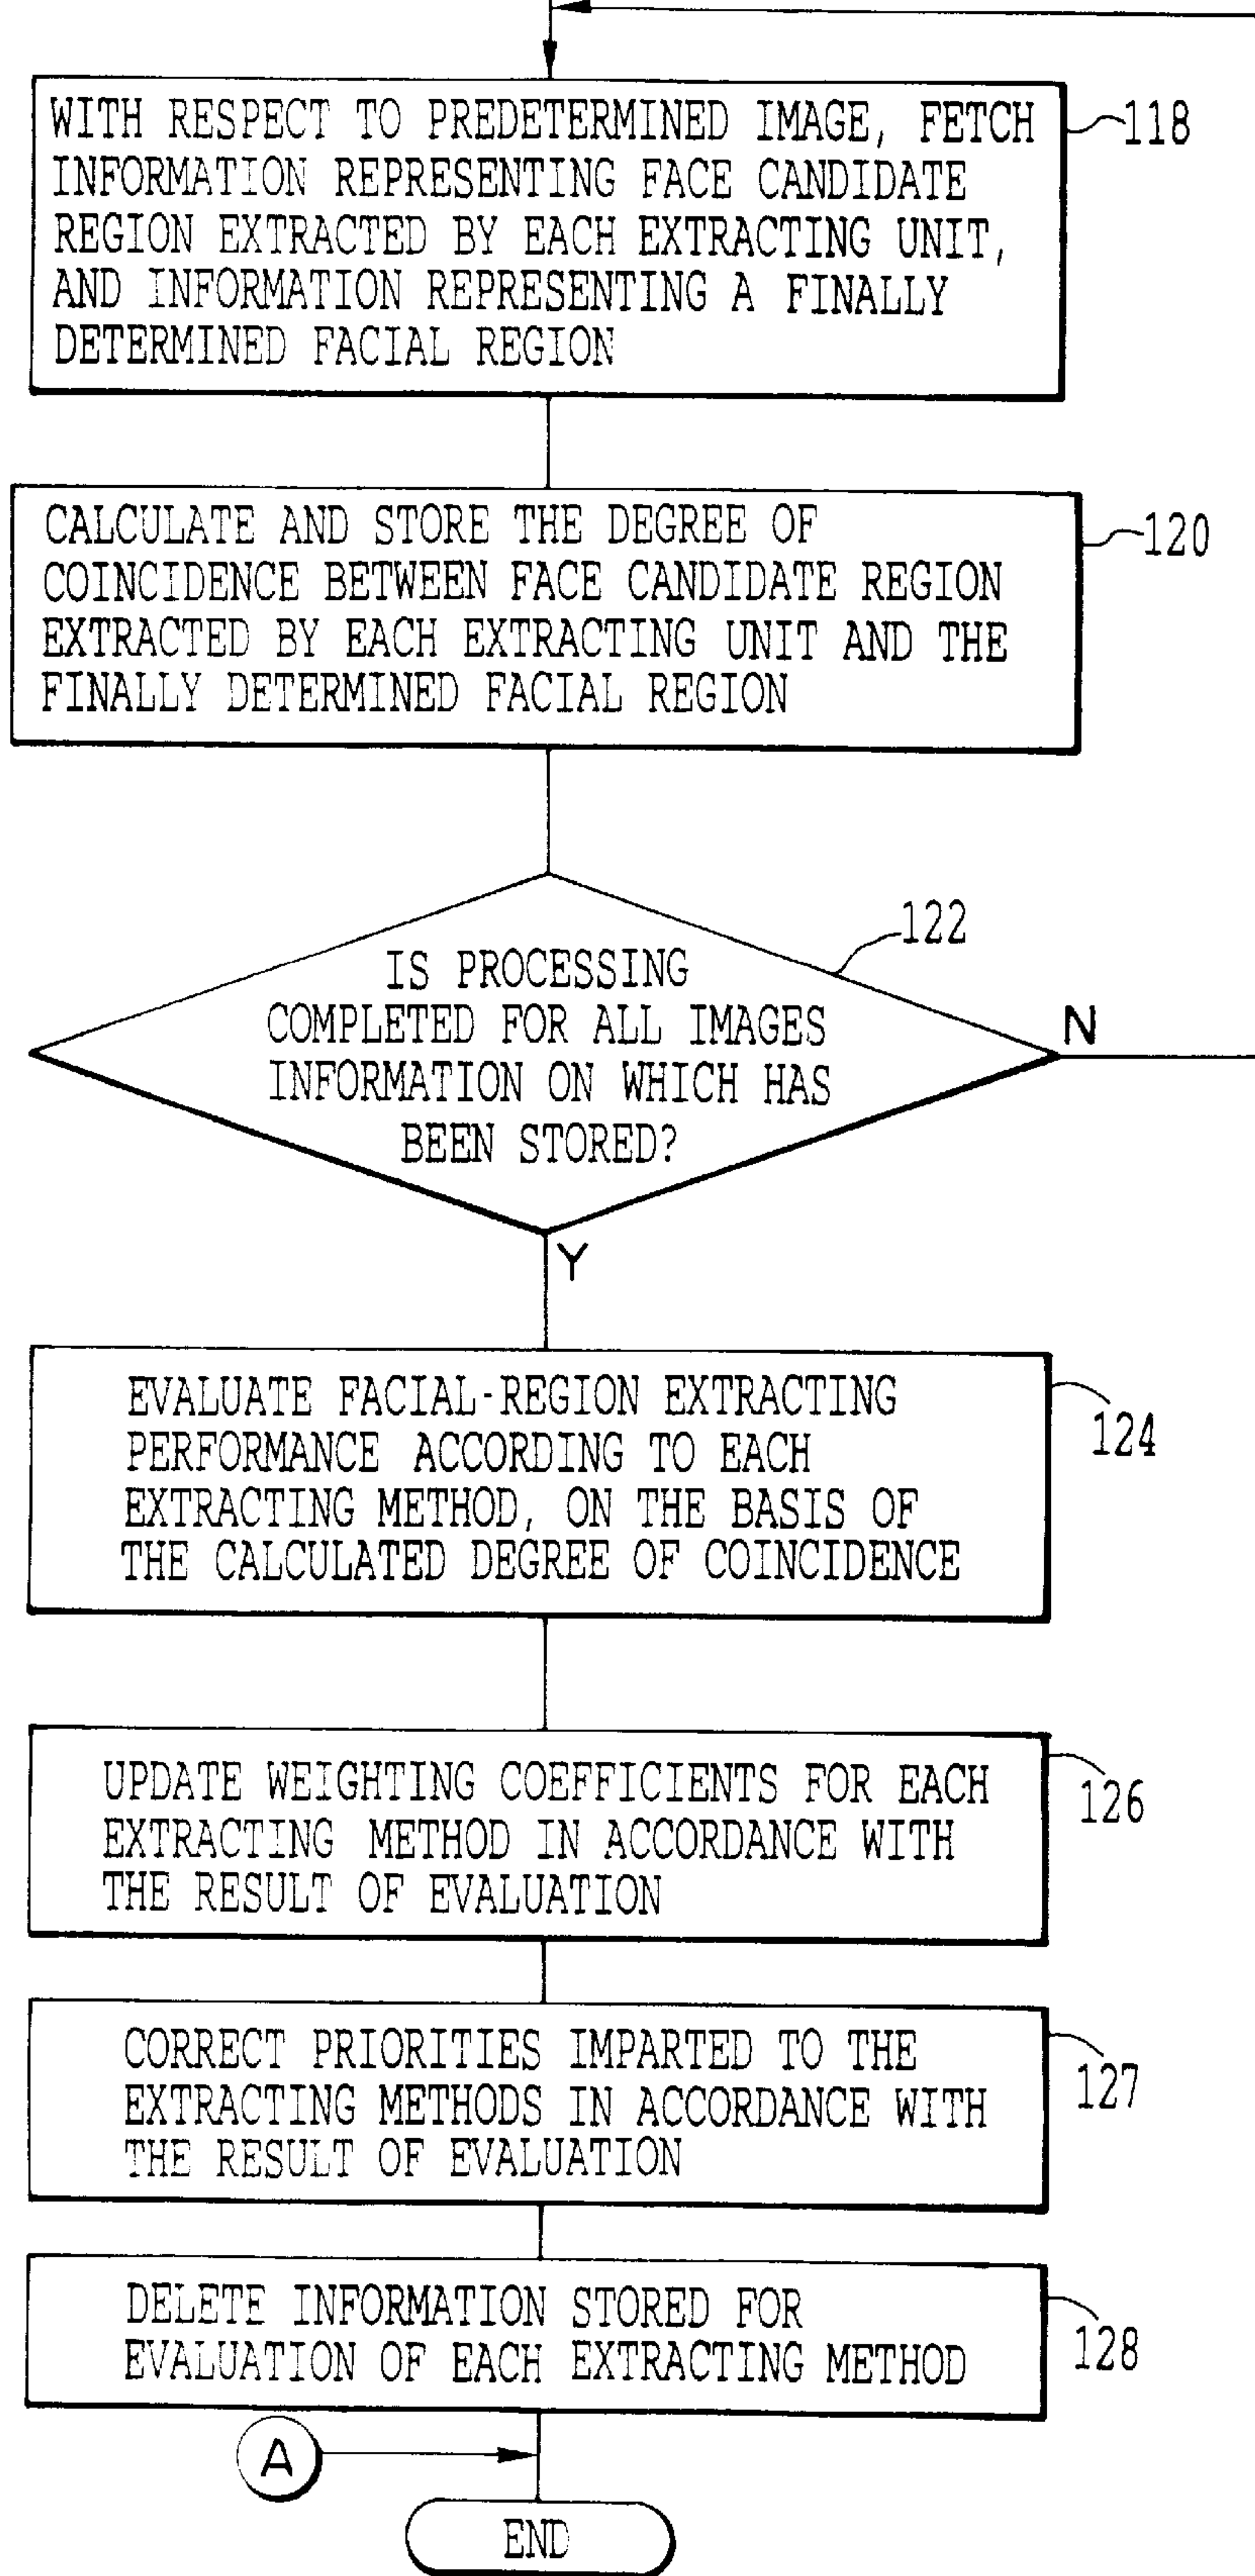 WITH RESPECT TO PREDETERMINED IMAGE, FETCH
INFORMATION REPRESENTING FACE CANDIDATE
REGION EXTRACTED BY EACH EXTRACTING UNIT,
AND INFORMATION REPRESENTING A FINALLY
DETERMINED FACIAL REGION
118
CALCULATE AND STORE THE DEGREE OF
COINCIDENCE BETWEEN FACE CANDIDATE REGION
EXTRACTED BY EACH EXTRACTING UNIT AND THE
FINALLY DETERMINED FACIAL REGION
120
IS PROCESSING
COMPLETED FOR ALL IMAGES
INFORMATION ON WHICH HAS
BEEN STORED?
122
N
Y
EVALUATE FACIAL-REGION EXTRACTING
PERFORMANCE ACCORDING TO EACH
EXTRACTING METHOD, ON THE BASIS OF
THE CALCULATED DEGREE OF COINCIDENCE
124
UPDATE WEIGHTING COEFFICIENTS FOR EACH
EXTRACTING METHOD IN ACCORDANCE WITH
THE RESULT OF EVALUATION
126
CORRECT PRIORITIES IMPARTED TO THE
EXTRACTING METHODS IN ACCORDANCE WITH
THE RESULT OF EVALUATION
127
DELETE INFORMATION STORED FOR
EVALUATION OF EACH EXTRACTING METHOD
128
A
END